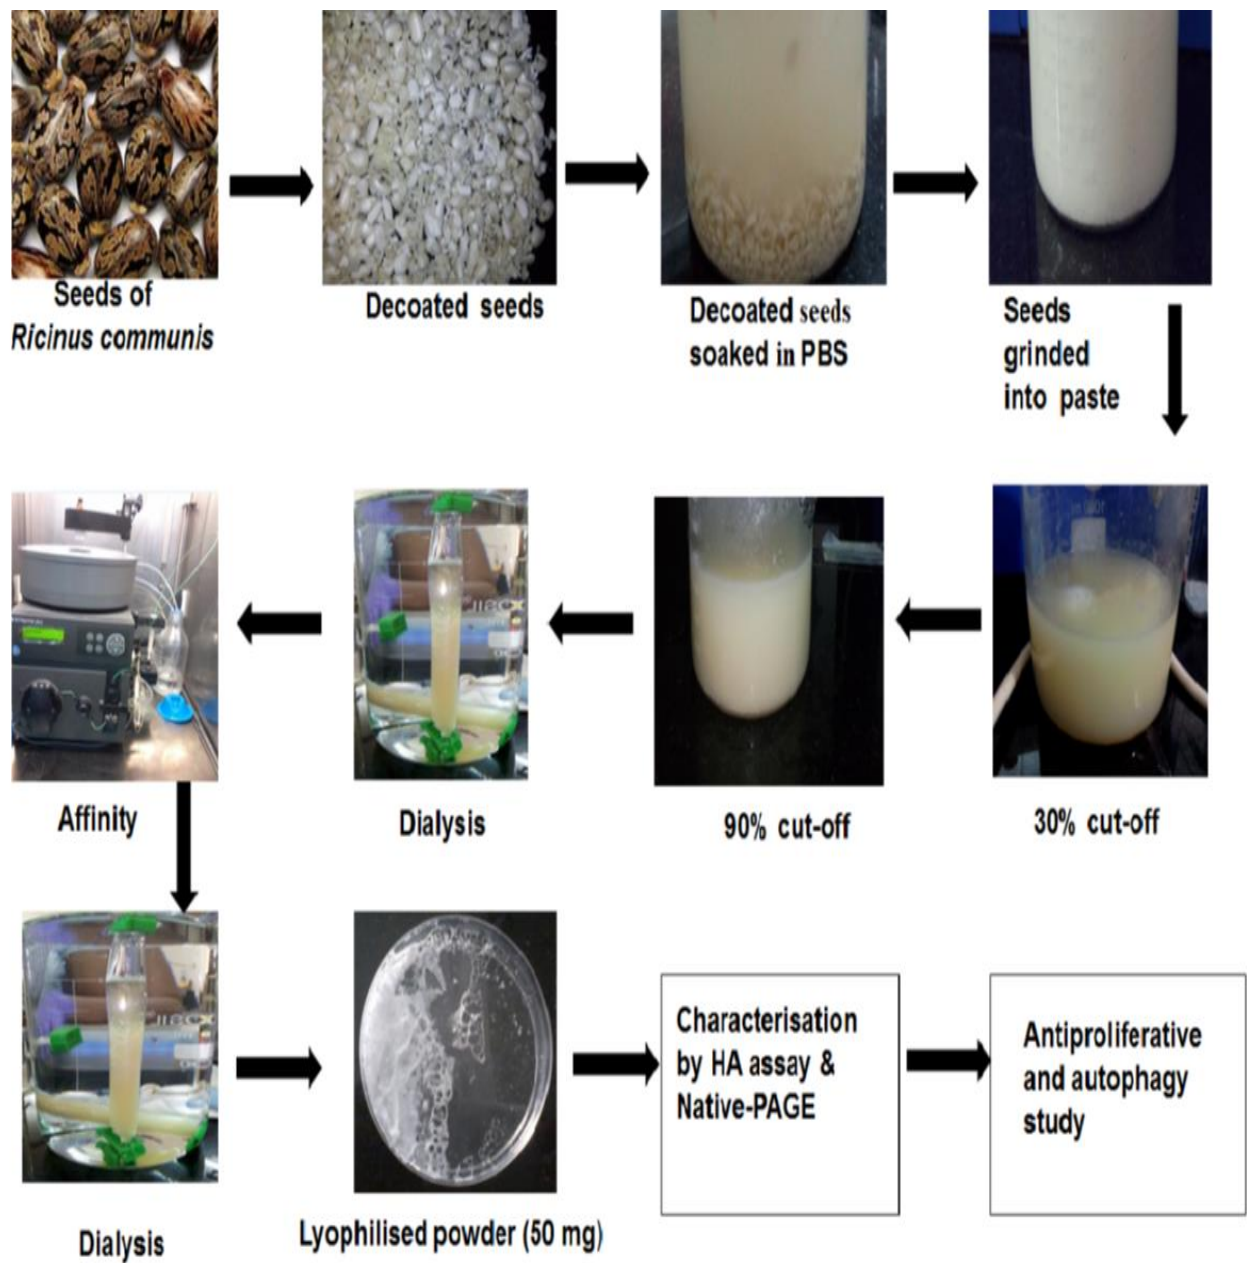 Seeds of
Ricinus communis
Decoated seeds
Decoated seeds
soaked in PBS
Seeds
grinded
into paste
Affinity
Dialysis
90% cut-off
30% cut-off
Dialysis
Lyophilised powder (50 mg)
Characterisation
by HA assay &
Native-PAGE
Antiproliferative
and autophagy
study